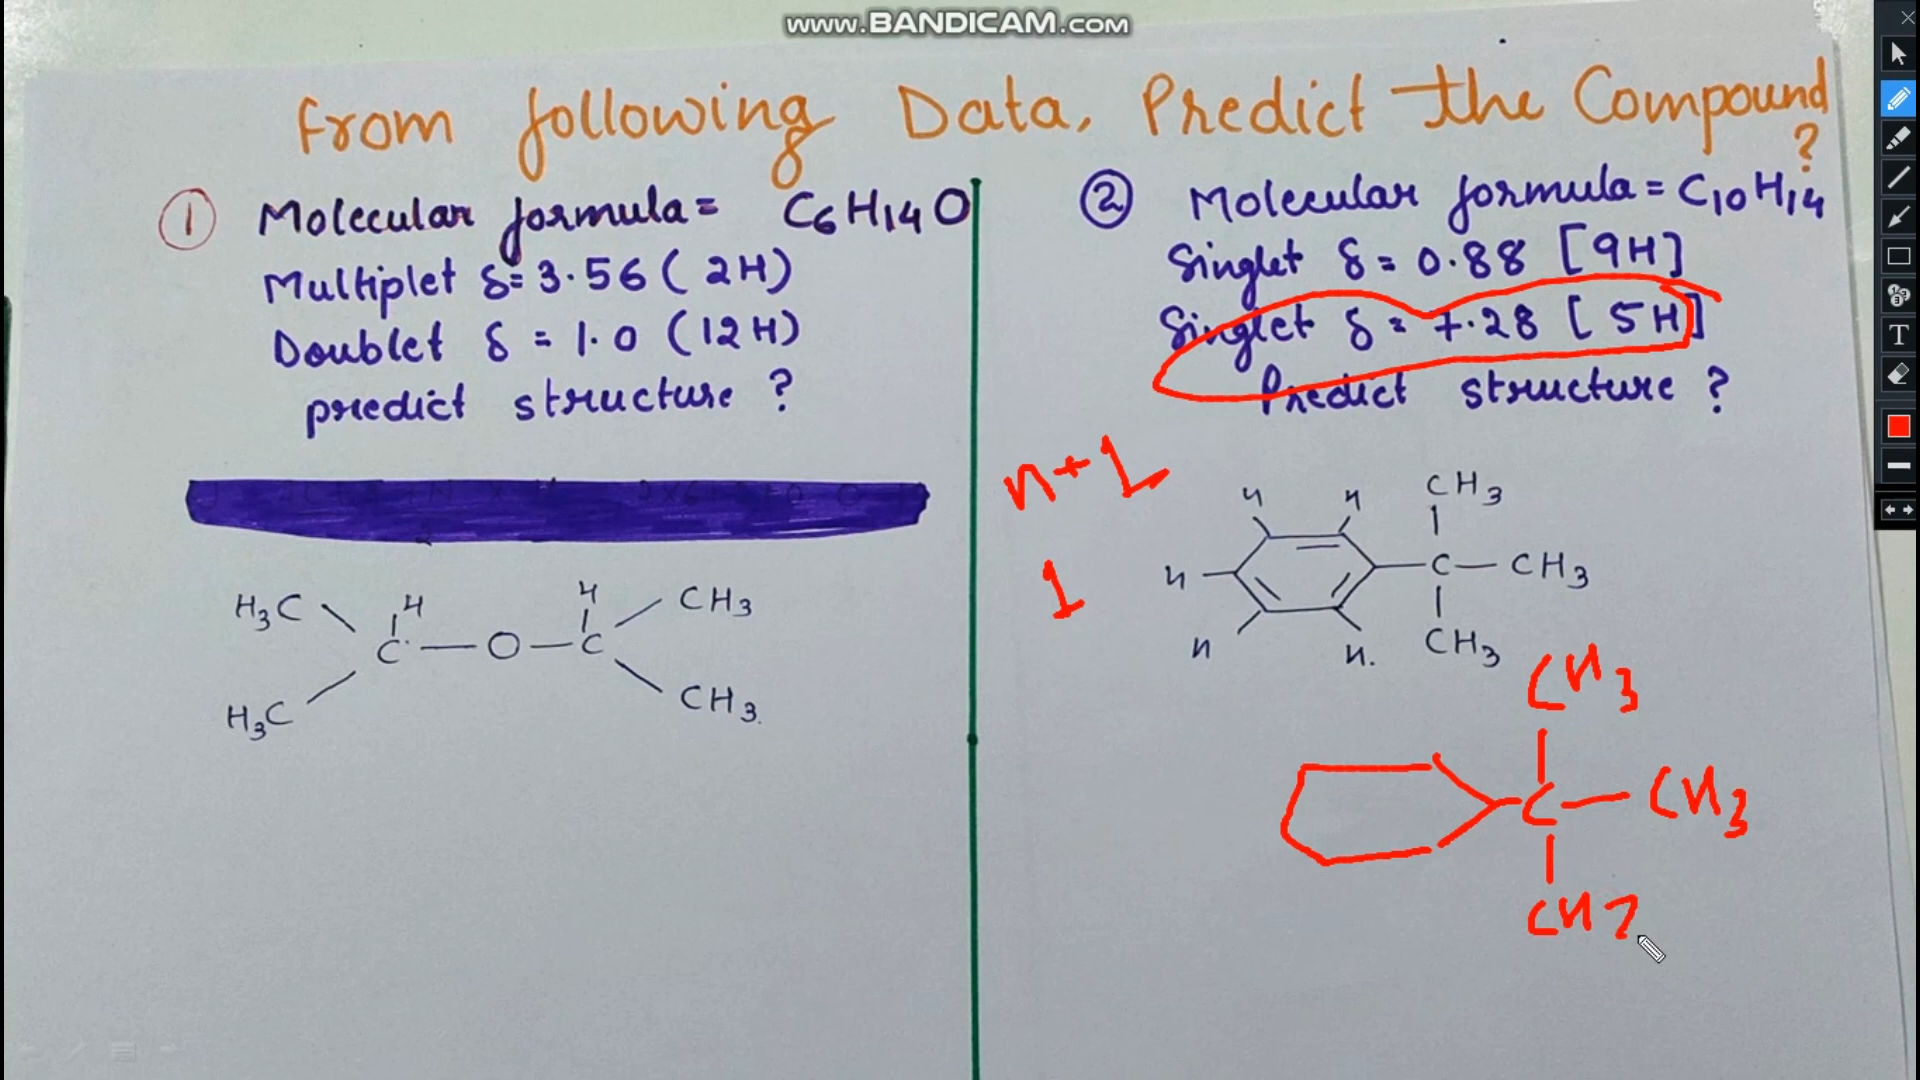 www.BANDICAM.com
from following Data, Predict the Compound ?
① Molecular formula = C6H14O
Multiplet δ = 3.56 ( 2H )
Doublet δ = 1.0 ( 12H )
predict structure ?
H3C H H CH3
C — O — C
H3C CH3.
② Molecular formula = C10H14
Singlet δ = 0.88 [ 9H ]
Singlet δ = 7.28 [ 5H ]
Predict structure ?
n+1
1
H H CH3
H C — CH3
H H. CH3
CH3
C — CH3
CH
T